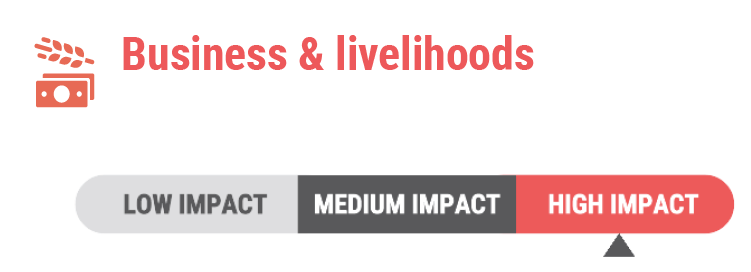 Business & livelihoods
LOW IMPACT MEDIUM IMPACT HIGH IMPACT